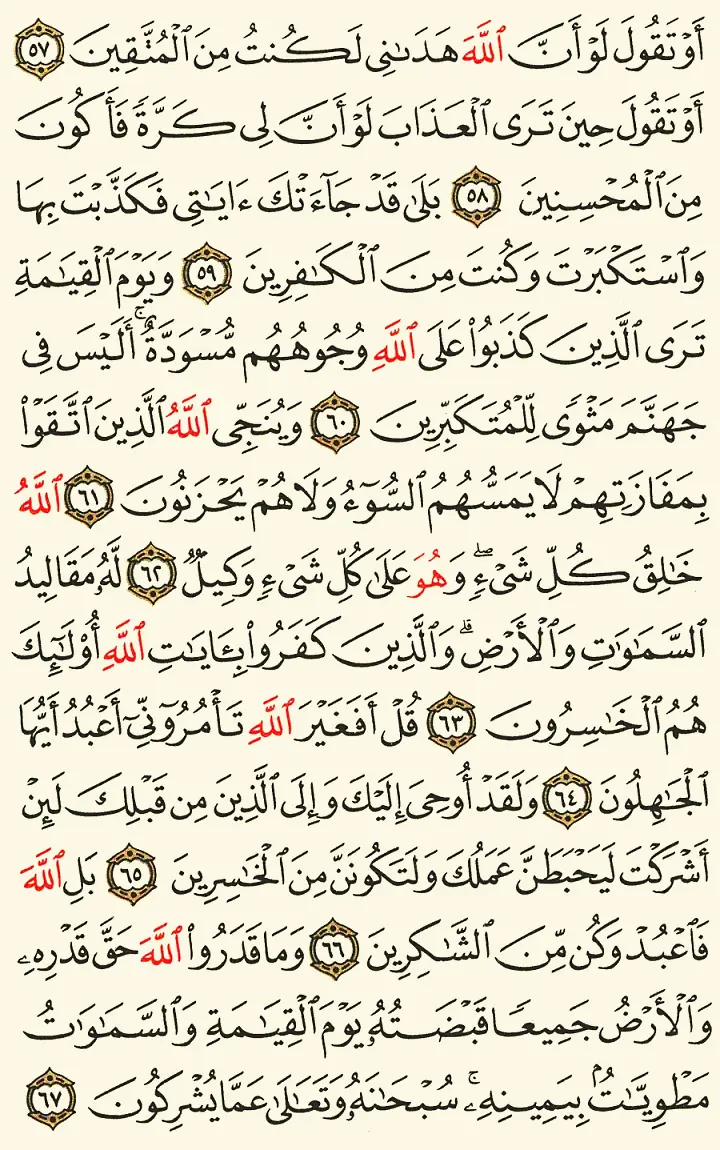 أَوۡ تَقُولَ لَوۡ أَنَّ ٱللَّهَ هَدَىٰنِي لَكُنتُ مِنَ ٱلۡمُتَّقِينَ ٥٧
أَوۡ تَقُولَ حِينَ تَرَى ٱلۡعَذَابَ لَوۡ أَنَّ لِي كَرَّةٗ فَأَكُونَ
مِنَ ٱلۡمُحۡسِنِينَ ٥٨ بَلَىٰ قَدۡ جَآءَتۡكَ ءَايَٰتِي فَكَذَّبۡتَ بِهَا
وَٱسۡتَكۡبَرۡتَ وَكُنتَ مِنَ ٱلۡكَٰفِرِينَ ٥٩ وَيَوۡمَ ٱلۡقِيَٰمَةِ
تَرَى ٱلَّذِينَ كَذَبُواْ عَلَى ٱللَّهِ وُجُوهُهُم مُّسۡوَدَّةٌۚ أَلَيۡسَ فِي
جَهَنَّمَ مَثۡوٗى لِّلۡمُتَكَبِّرِينَ ٦٠ وَيُنَجِّي ٱللَّهُ ٱلَّذِينَ ٱتَّقَوۡاْ
بِمَفَازَتِهِمۡ لَا يَمَسُّهُمُ ٱلسُّوٓءُ وَلَا هُمۡ يَحۡزَنُونَ ٦١ ٱللَّهُ
خَٰلِقُ كُلِّ شَيۡءٖۖ وَهُوَ عَلَىٰ كُلِّ شَيۡءٖ وَكِيلٞ ٦٢ لَّهُۥ مَقَالِيدُ
ٱلسَّمَٰوَٰتِ وَٱلۡأَرۡضِۗ وَٱلَّذِينَ كَفَرُواْ بِـَٔايَٰتِ ٱللَّهِ أُوْلَٰٓئِكَ
هُمُ ٱلۡخَٰسِرُونَ ٦٣ قُلۡ أَفَغَيۡرَ ٱللَّهِ تَأۡمُرُوٓنِّيٓ أَعۡبُدُ أَيُّهَا
ٱلۡجَٰهِلُونَ ٦٤ وَلَقَدۡ أُوحِيَ إِلَيۡكَ وَإِلَى ٱلَّذِينَ مِن قَبۡلِكَ لَئِنۡ
أَشۡرَكۡتَ لَيَحۡبَطَنَّ عَمَلُكَ وَلَتَكُونَنَّ مِنَ ٱلۡخَٰسِرِينَ ٦٥ بَلِ ٱللَّهَ
فَٱعۡبُدۡ وَكُن مِّنَ ٱلشَّٰكِرِينَ ٦٦ وَمَا قَدَرُواْ ٱللَّهَ حَقَّ قَدۡرِهِۦ
وَٱلۡأَرۡضُ جَمِيعٗا قَبۡضَتُهُۥ يَوۡمَ ٱلۡقِيَٰمَةِ وَٱلسَّمَٰوَٰتُ
مَطۡوِيَّٰتُۢ بِيَمِينِهِۦۚ سُبۡحَٰنَهُۥ وَتَعَٰلَىٰ عَمَّا يُشۡرِكُونَ ٦٧